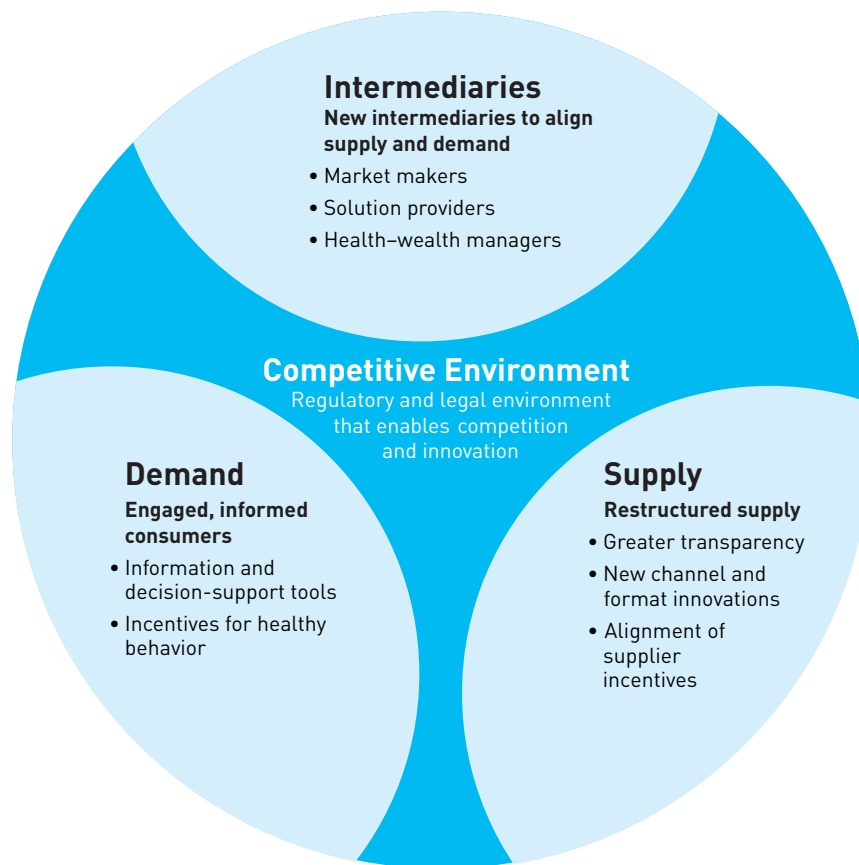 Intermediaries
New intermediaries to align
supply and demand
• Market makers
• Solution providers
• Health–wealth managers
Competitive Environment
Regulatory and legal environment
that enables competition
and innovation
Demand
Engaged, informed
consumers
• Information and
decision-support tools
• Incentives for healthy
behavior
Supply
Restructured supply
• Greater transparency
• New channel and
format innovations
• Alignment of
supplier
incentives